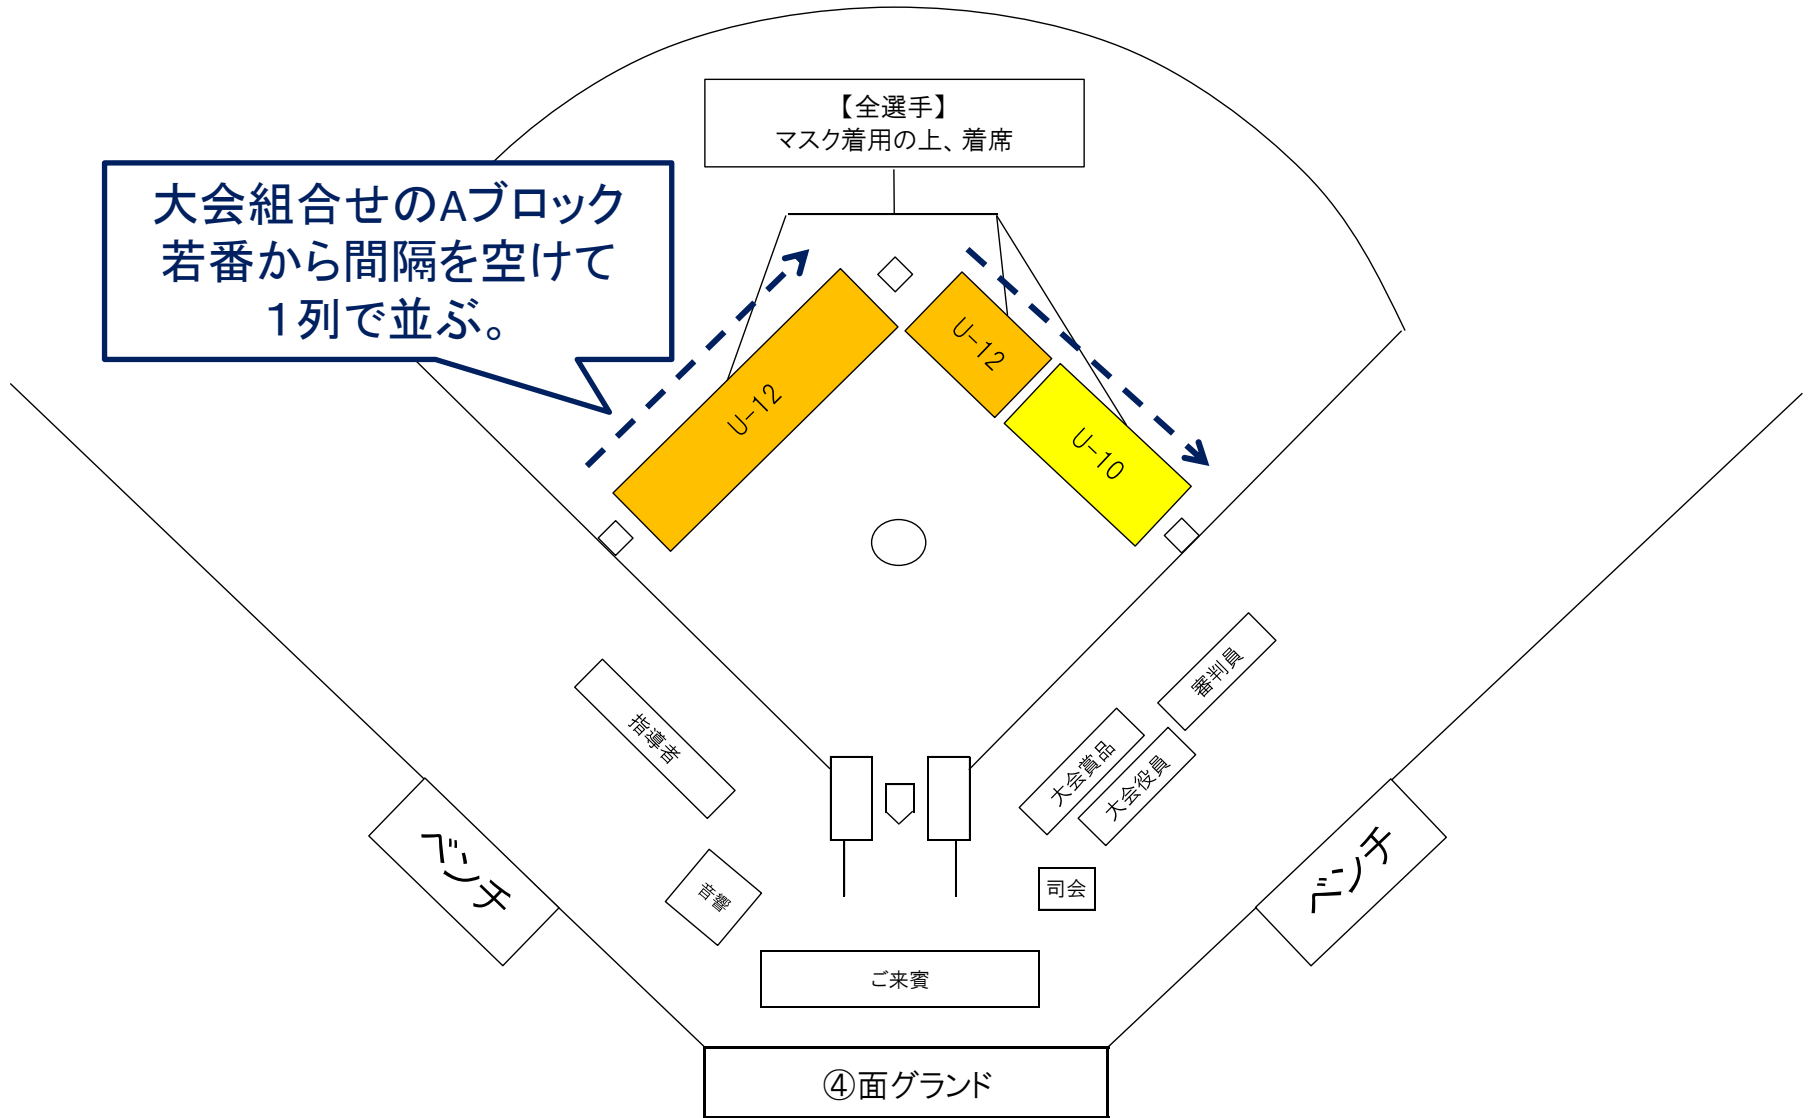 【全選手】
マスク着用の上、着席
大会組合せのAブロック
若番から間隔を空けて
１列で並ぶ。
U-12
U-12
U-10
審判員
指導者
大会賞品
大会役員
ベンチ
ベンチ
音響
司会
ご来賓
④面グランド